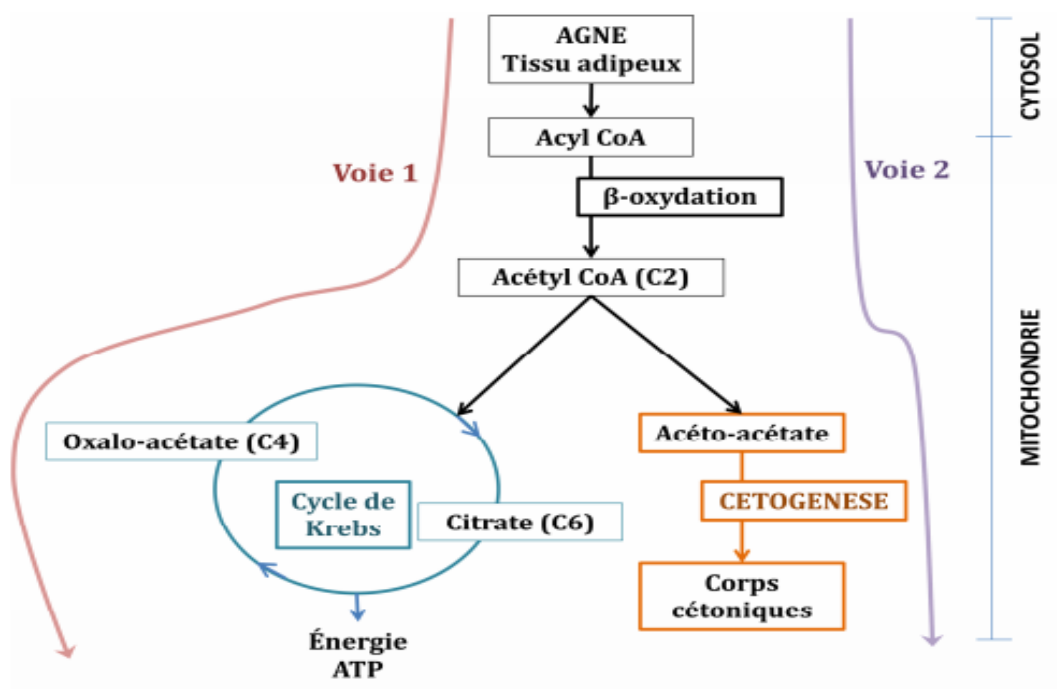 AGNE
Tissu adipeux
CYTOSOL
Acyl CoA
Voie 1
Voie 2
β-oxydation
Acétyl CoA (C2)
MITOCHONDRIE
Oxalo-acétate (C4)
Acéto-acétate
Cycle de
Krebs
Citrate (C6)
CETOGENESE
Corps
cétoniques
Énergie
ATP